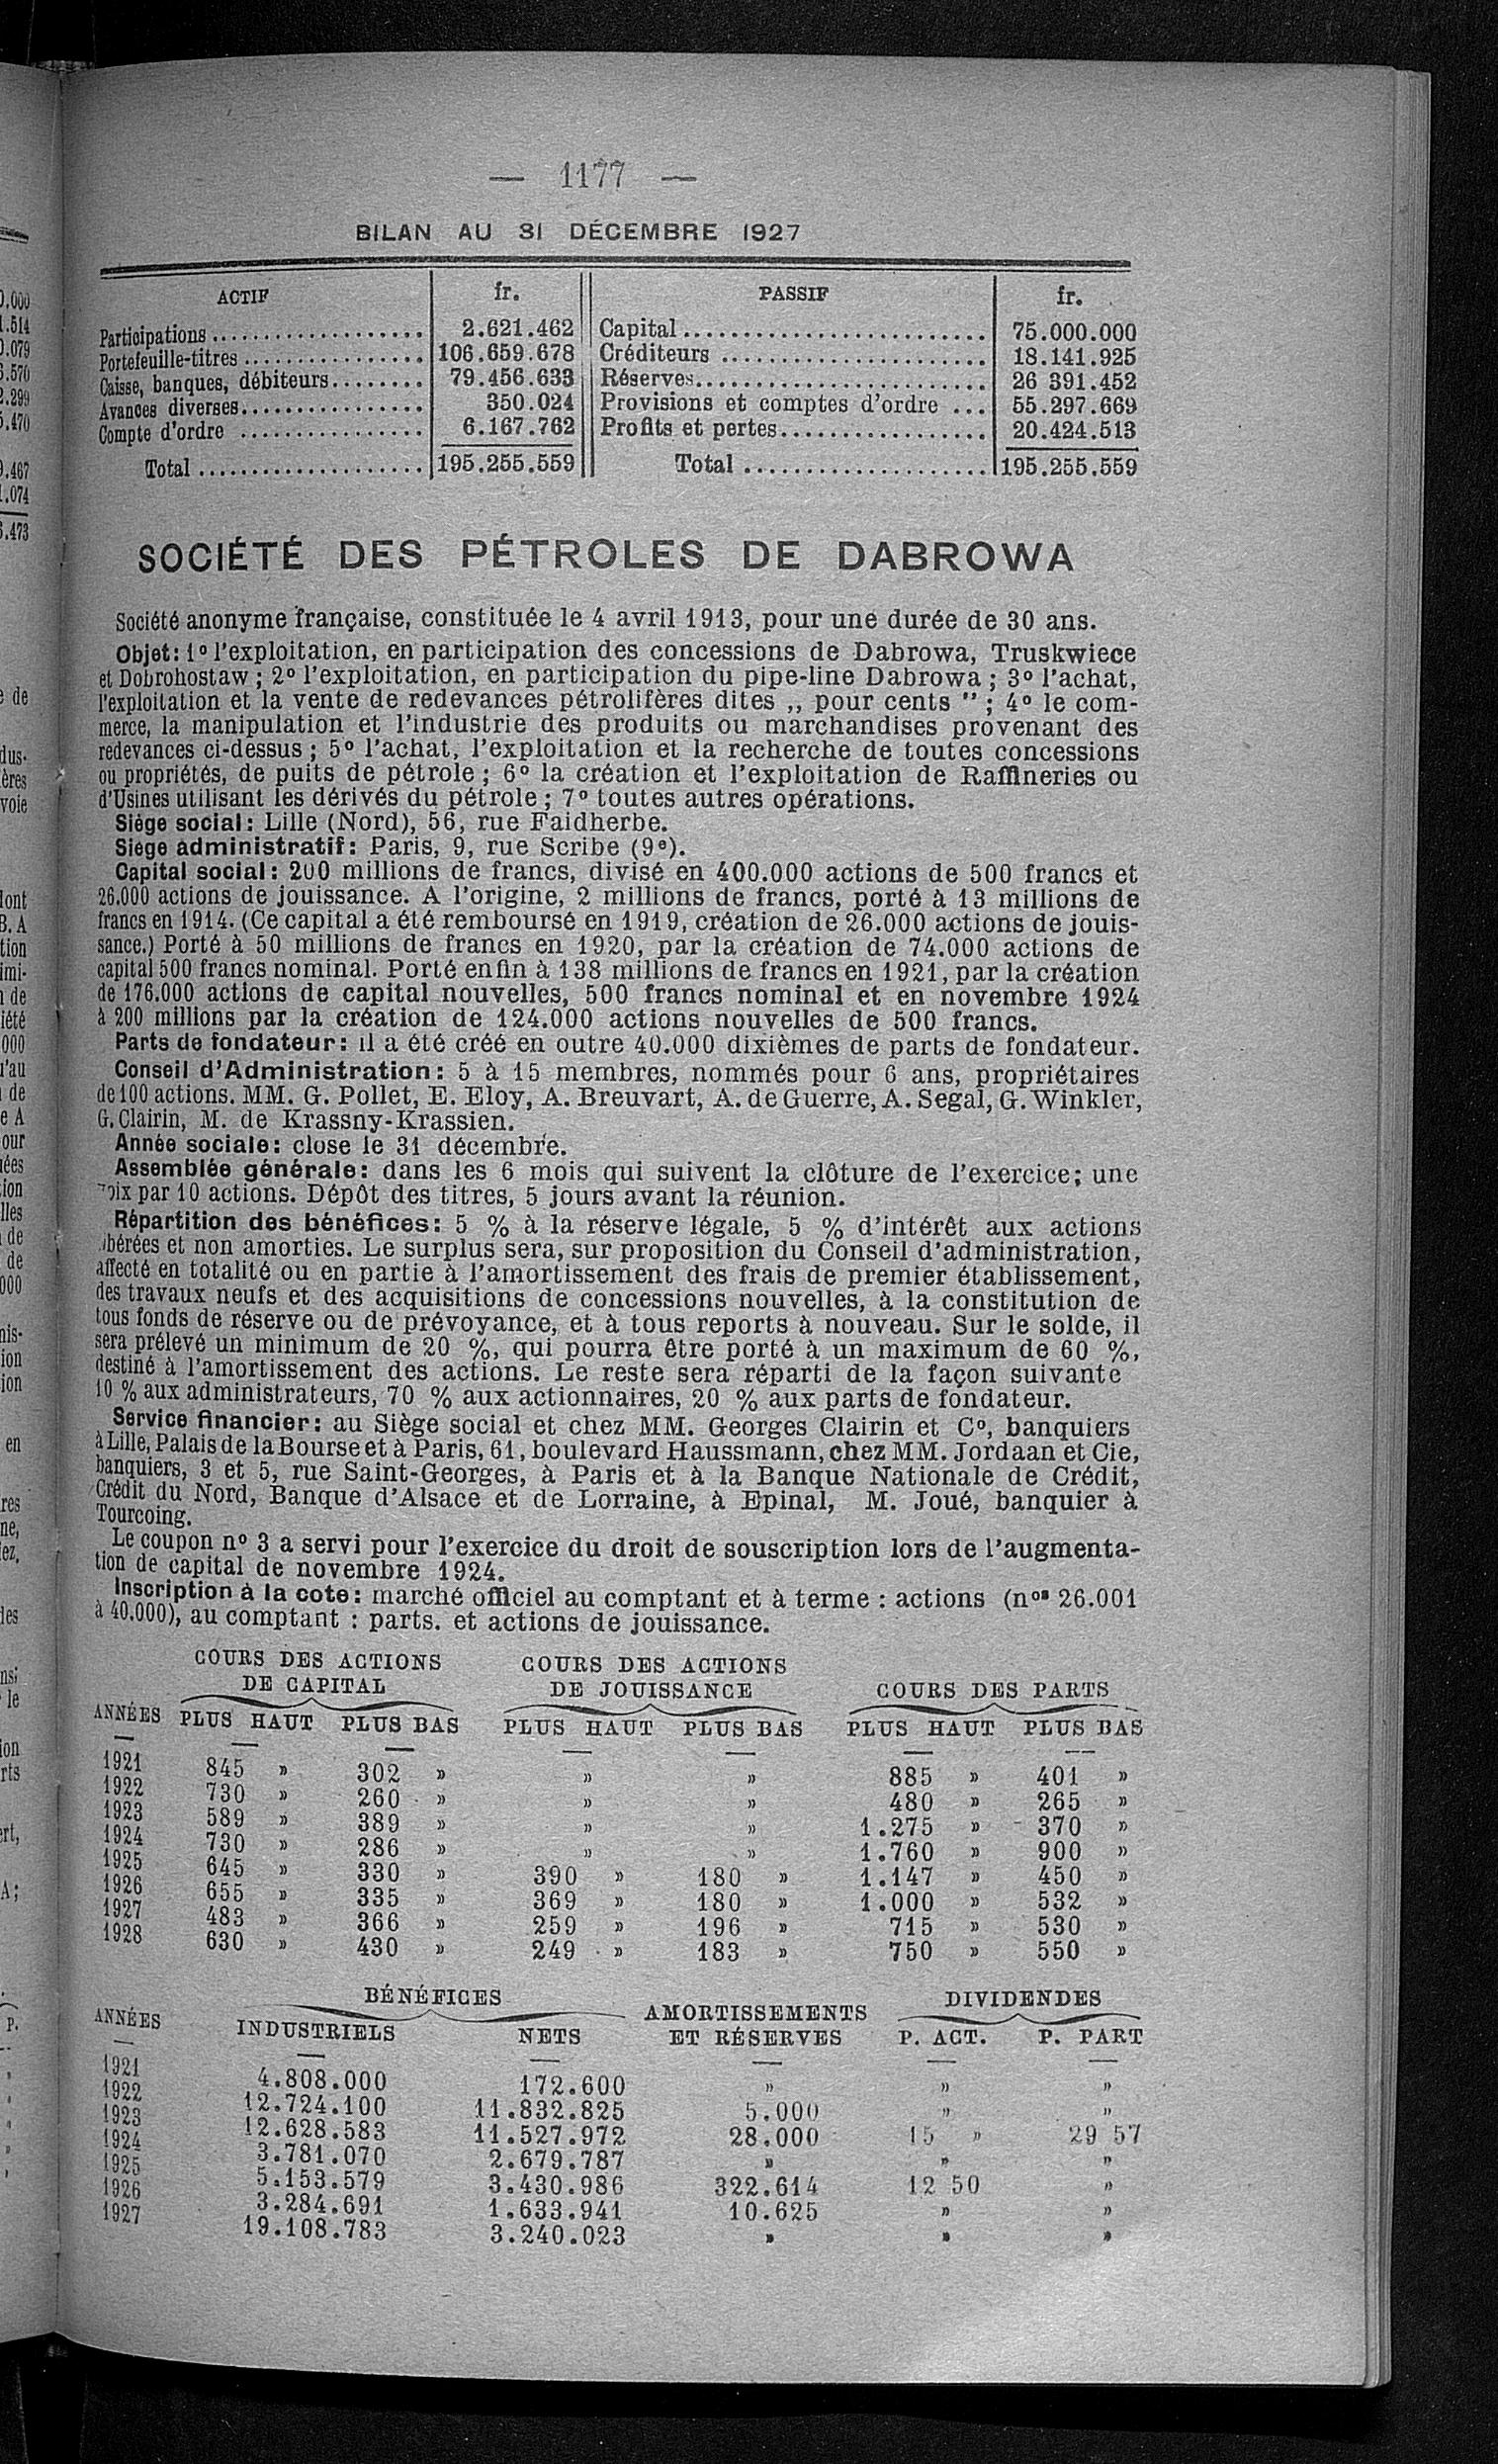 — 1177 —
BILAN AU 31 DÉCEMBRE 1927
ACTIF fr. PASSIF fr.
Participations 2.621.462 Capital 75.000.000
Portefeuille-titres 106.659.678 Créditeurs 18.141.925
Caisse, banques, débiteurs 79.456.633 Réserves 26 391.452
Avances diverses 350.024 Provisions et comptes d'ordre 55.297.669
Compte d'ordre 6.167.762 Profits et pertes 20.424.513
Total 195.255.559 Total 195.255.559
SOCIÉTÉ DES PÉTROLES DE DABROWA
Société anonyme française, constituée le 4 avril 1913, pour une durée de 30 ans.
Objet: 1º l'exploitation, en participation des concessions de Dabrowa, Truskwiece
et Dobrohostaw ; 2º l'exploitation, en participation du pipe-line Dabrowa ; 3º l'achat,
l'exploitation et la vente de redevances pétrolifères dites ,, pour cents " ; 4º le com-
merce, la manipulation et l'industrie des produits ou marchandises provenant des
redevances ci-dessus ; 5º l'achat, l'exploitation et la recherche de toutes concessions
ou propriétés, de puits de pétrole ; 6º la création et l'exploitation de Raffineries ou
d'Usines utilisant les dérivés du pétrole ; 7º toutes autres opérations.
Siége social: Lille (Nord), 56, rue Faidherbe.
Siége administratif: Paris, 9, rue Scribe (9e).
Capital social: 200 millions de francs, divisé en 400.000 actions de 500 francs et
26.000 actions de jouissance. A l'origine, 2 millions de francs, porté à 13 millions de
francs en 1914. (Ce capital a été remboursé en 1919, création de 26.000 actions de jouis-
sance.) Porté à 50 millions de francs en 1920, par la création de 74.000 actions de
capital 500 francs nominal. Porté enfin à 138 millions de francs en 1921, par la création
de 176.000 actions de capital nouvelles, 500 francs nominal et en novembre 1924
à 200 millions par la création de 124.000 actions nouvelles de 500 francs.
Parts de fondateur: il a été créé en outre 40.000 dixièmes de parts de fondateur.
Conseil d'Administration: 5 à 15 membres, nommés pour 6 ans, propriétaires
de 100 actions. MM. G. Pollet, E. Eloy, A. Breuvart, A. de Guerre, A. Segal, G. Winkler,
G. Clairin, M. de Krassny-Krassien.
Année sociale: close le 31 décembre.
Assemblée générale: dans les 6 mois qui suivent la clôture de l'exercice; une
voix par 10 actions. Dépôt des titres, 5 jours avant la réunion.
Répartition des bénéfices: 5 % à la réserve légale, 5 % d'intérêt aux actions
libérées et non amorties. Le surplus sera, sur proposition du Conseil d'administration,
affecté en totalité ou en partie à l'amortissement des frais de premier établissement,
des travaux neufs et des acquisitions de concessions nouvelles, à la constitution de
tous fonds de réserve ou de prévoyance, et à tous reports à nouveau. Sur le solde, il
sera prélevé un minimum de 20 %, qui pourra être porté à un maximum de 60 %,
destiné à l'amortissement des actions. Le reste sera réparti de la façon suivante
10 % aux administrateurs, 70 % aux actionnaires, 20 % aux parts de fondateur.
Service financier: au Siège social et chez MM. Georges Clairin et Cº, banquiers
à Lille, Palais de la Bourse et à Paris, 61, boulevard Haussmann, chez MM. Jordaan et Cie,
banquiers, 3 et 5, rue Saint-Georges, à Paris et à la Banque Nationale de Crédit,
Crédit du Nord, Banque d'Alsace et de Lorraine, à Epinal, M. Joué, banquier à
Tourcoing.
Le coupon nº 3 a servi pour l'exercice du droit de souscription lors de l'augmenta-
tion de capital de novembre 1924.
Inscription à la cote: marché officiel au comptant et à terme : actions (nos 26.001
à 40.000), au comptant : parts. et actions de jouissance.
COURS DES ACTIONS DE CAPITAL COURS DES ACTIONS DE JOUISSANCE COURS DES PARTS
ANNÉES PLUS HAUT PLUS BAS PLUS HAUT PLUS BAS PLUS HAUT PLUS BAS
1921 845 » 302 » » » 885 » 401 »
1922 730 » 260 » » » 480 » 265 »
1923 589 » 389 » » » 1.275 » 370 »
1924 730 » 286 » » » 1.760 » 900 »
1925 645 » 330 » 390 » 180 » 1.147 » 450 »
1926 655 » 335 » 369 » 180 » 1.000 » 532 »
1927 483 » 366 » 259 » 196 » 715 » 530 »
1928 630 » 430 » 249 » 183 » 750 » 550 »
BÉNÉFICES AMORTISSEMENTS DIVIDENDES
ANNÉES INDUSTRIELS NETS ET RÉSERVES P. ACT. P. PART
1921 4.808.000 172.600 » » »
1922 12.724.100 11.832.825 5.000 » »
1923 12.628.583 11.527.972 28.000 15 » 29 57
1924 3.781.070 2.679.787 » » »
1925 5.153.579 3.430.986 322.614 12 50 »
1926 3.284.691 1.633.941 10.625 » »
1927 19.108.783 3.240.023 » » »